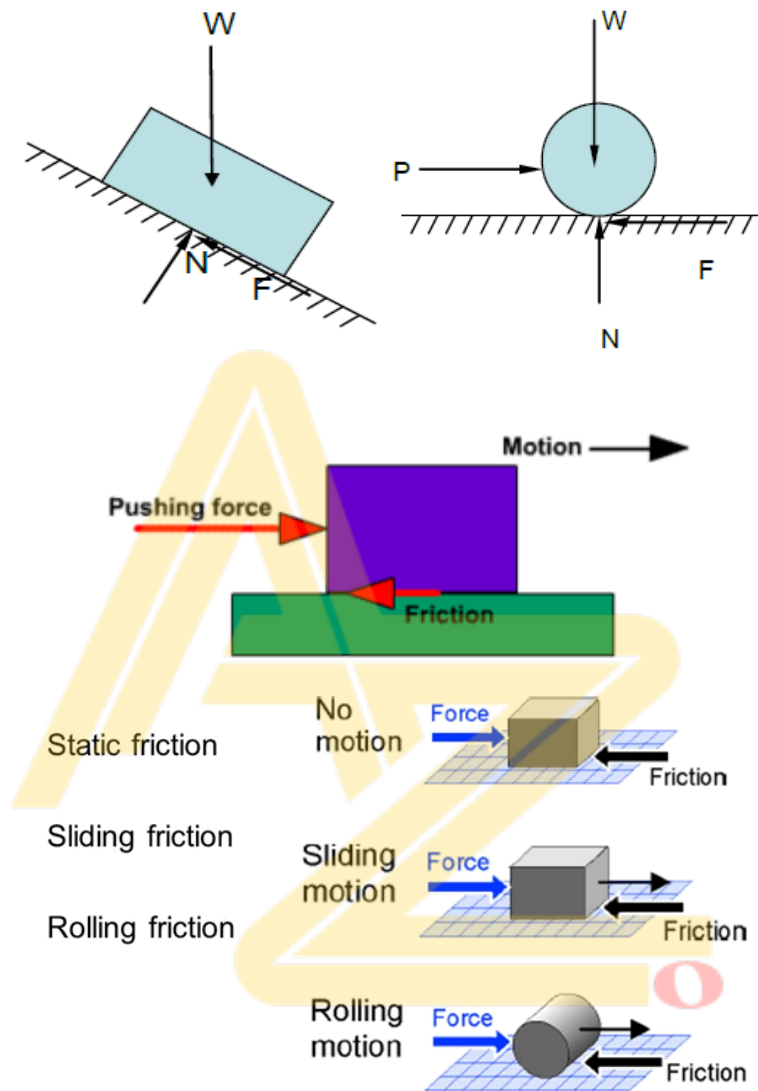 W
N
F
W
P
F
N
Motion
Pushing force
Friction
Static friction
No
motion
Force
Friction
Sliding friction
Sliding
motion
Force
Friction
Rolling friction
Rolling
motion
Force
Friction